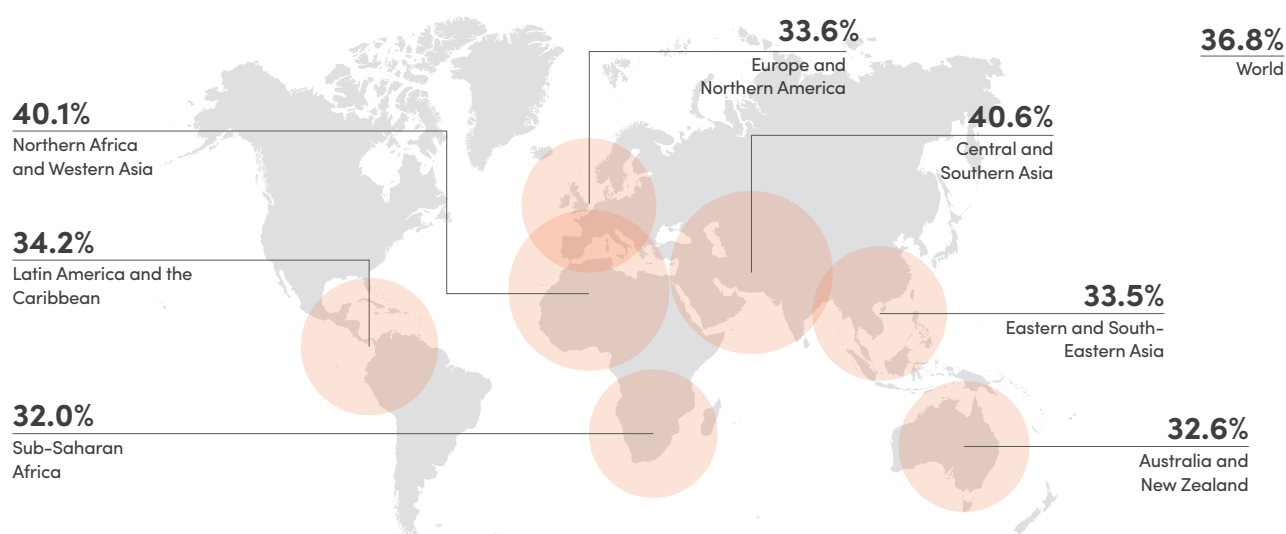 33.6%
Europe and
Northern America
36.8%
World
40.1%
Northern Africa
and Western Asia
40.6%
Central and
Southern Asia
34.2%
Latin America and the
Caribbean
33.5%
Eastern and South-
Eastern Asia
32.0%
Sub-Saharan
Africa
32.6%
Australia and
New Zealand